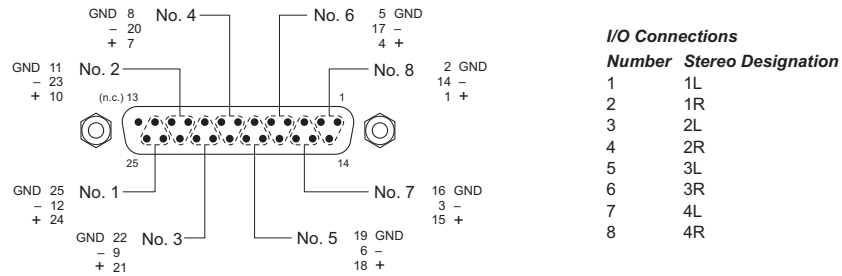 GND 8 No. 4
– 20
+ 7
No. 6 5 GND
17 –
4 +
GND 11 No. 2
– 23
+ 10
No. 8 2 GND
14 –
1 +
(n.c.) 13
1
25
14
GND 25 No. 1
– 12
+ 24
No. 7 16 GND
3 –
15 +
GND 22 No. 3
– 9
+ 21
No. 5 19 GND
6 –
18 +
I/O Connections
Number Stereo Designation
1 1L
2 1R
3 2L
4 2R
5 3L
6 3R
7 4L
8 4R